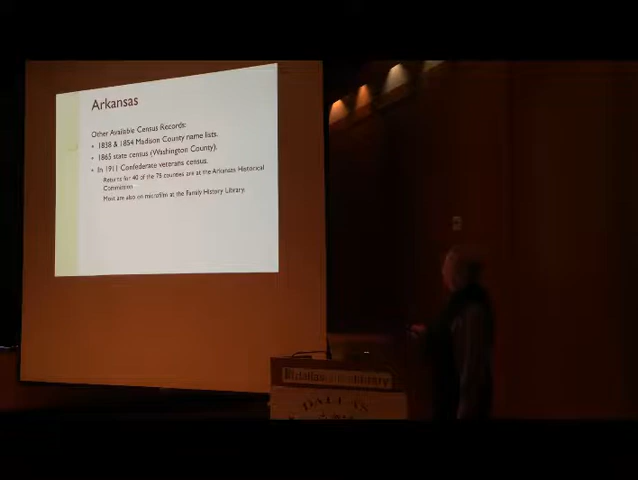 Arkansas
Other Available Census Records:
• 1838 & 1854 Madison County name lists.
• 1865 state census (Washington County).
• In 1911 Confederate veterans census.
Returns for 40 of the 75 counties are at the Arkansas Historical
Commission.
Most are also on microfilm at the Family History Library.
DALLAS